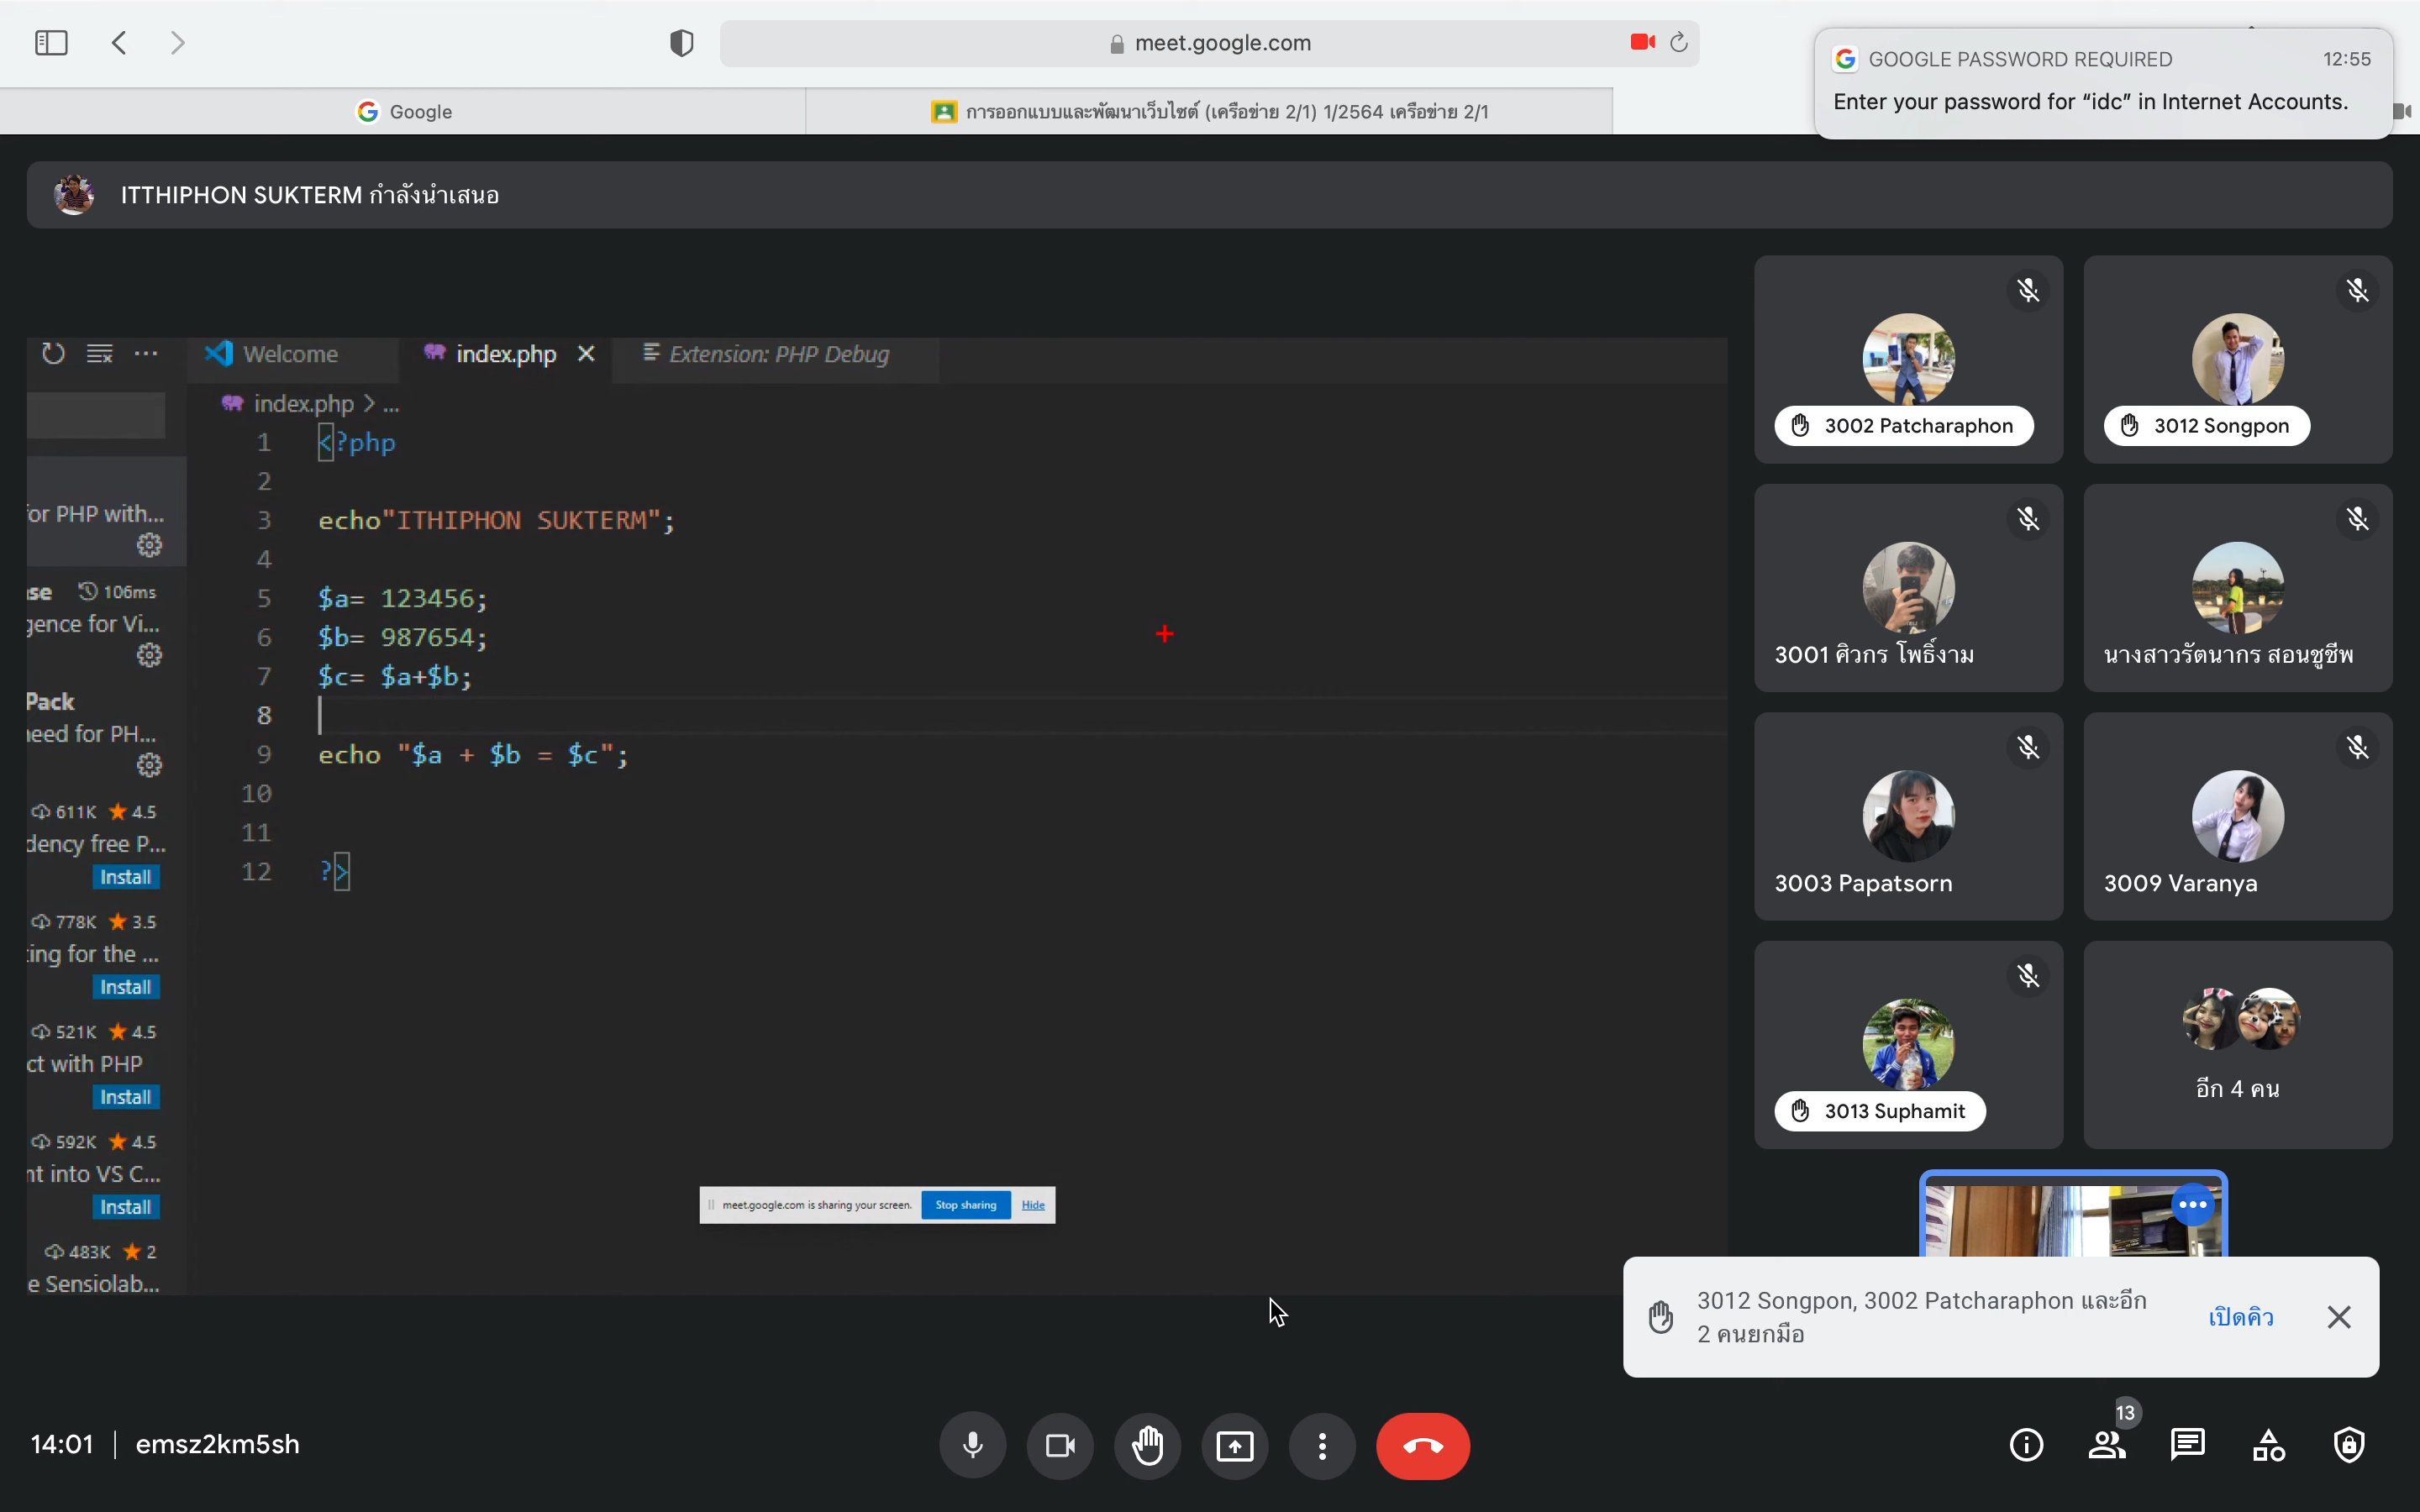 meet.google.com
GOOGLE PASSWORD REQUIRED
12:55
Enter your password for “idc” in Internet Accounts.
Google
การออกแบบและพัฒนาเว็บไซต์ (เครือข่าย 2/1) 1/2564 เครือข่าย 2/1
ITTHIPHON SUKTERM กำลังนำเสนอ
Welcome
index.php
Extension: PHP Debug
index.php > ...
1 <?php
2
3 echo"ITHIPHON SUKTERM";
4
5 $a= 123456;
6 $b= 987654;
7 $c= $a+$b;
8
9 echo "$a + $b = $c";
10
11
12 ?>
for PHP with...
106ms
gence for Vi...
Pack
need for PH...
611K 4.5
dency free P...
Install
778K 3.5
ing for the ...
Install
521K 4.5
ct with PHP
Install
592K 4.5
nt into VS C...
Install
483K 2
e Sensiolab...
meet.google.com is sharing your screen. Stop sharing Hide
3002 Patcharaphon
3012 Songpon
3001 ศิวกร โพธิ์งาม
นางสาวรัตนากร สอนชูชีพ
3003 Papatsorn
3009 Varanya
3013 Suphamit
อีก 4 คน
3012 Songpon, 3002 Patcharaphon และอีก
2 คนยกมือ
เปิดคิว
14:01 | emsz2km5sh
13